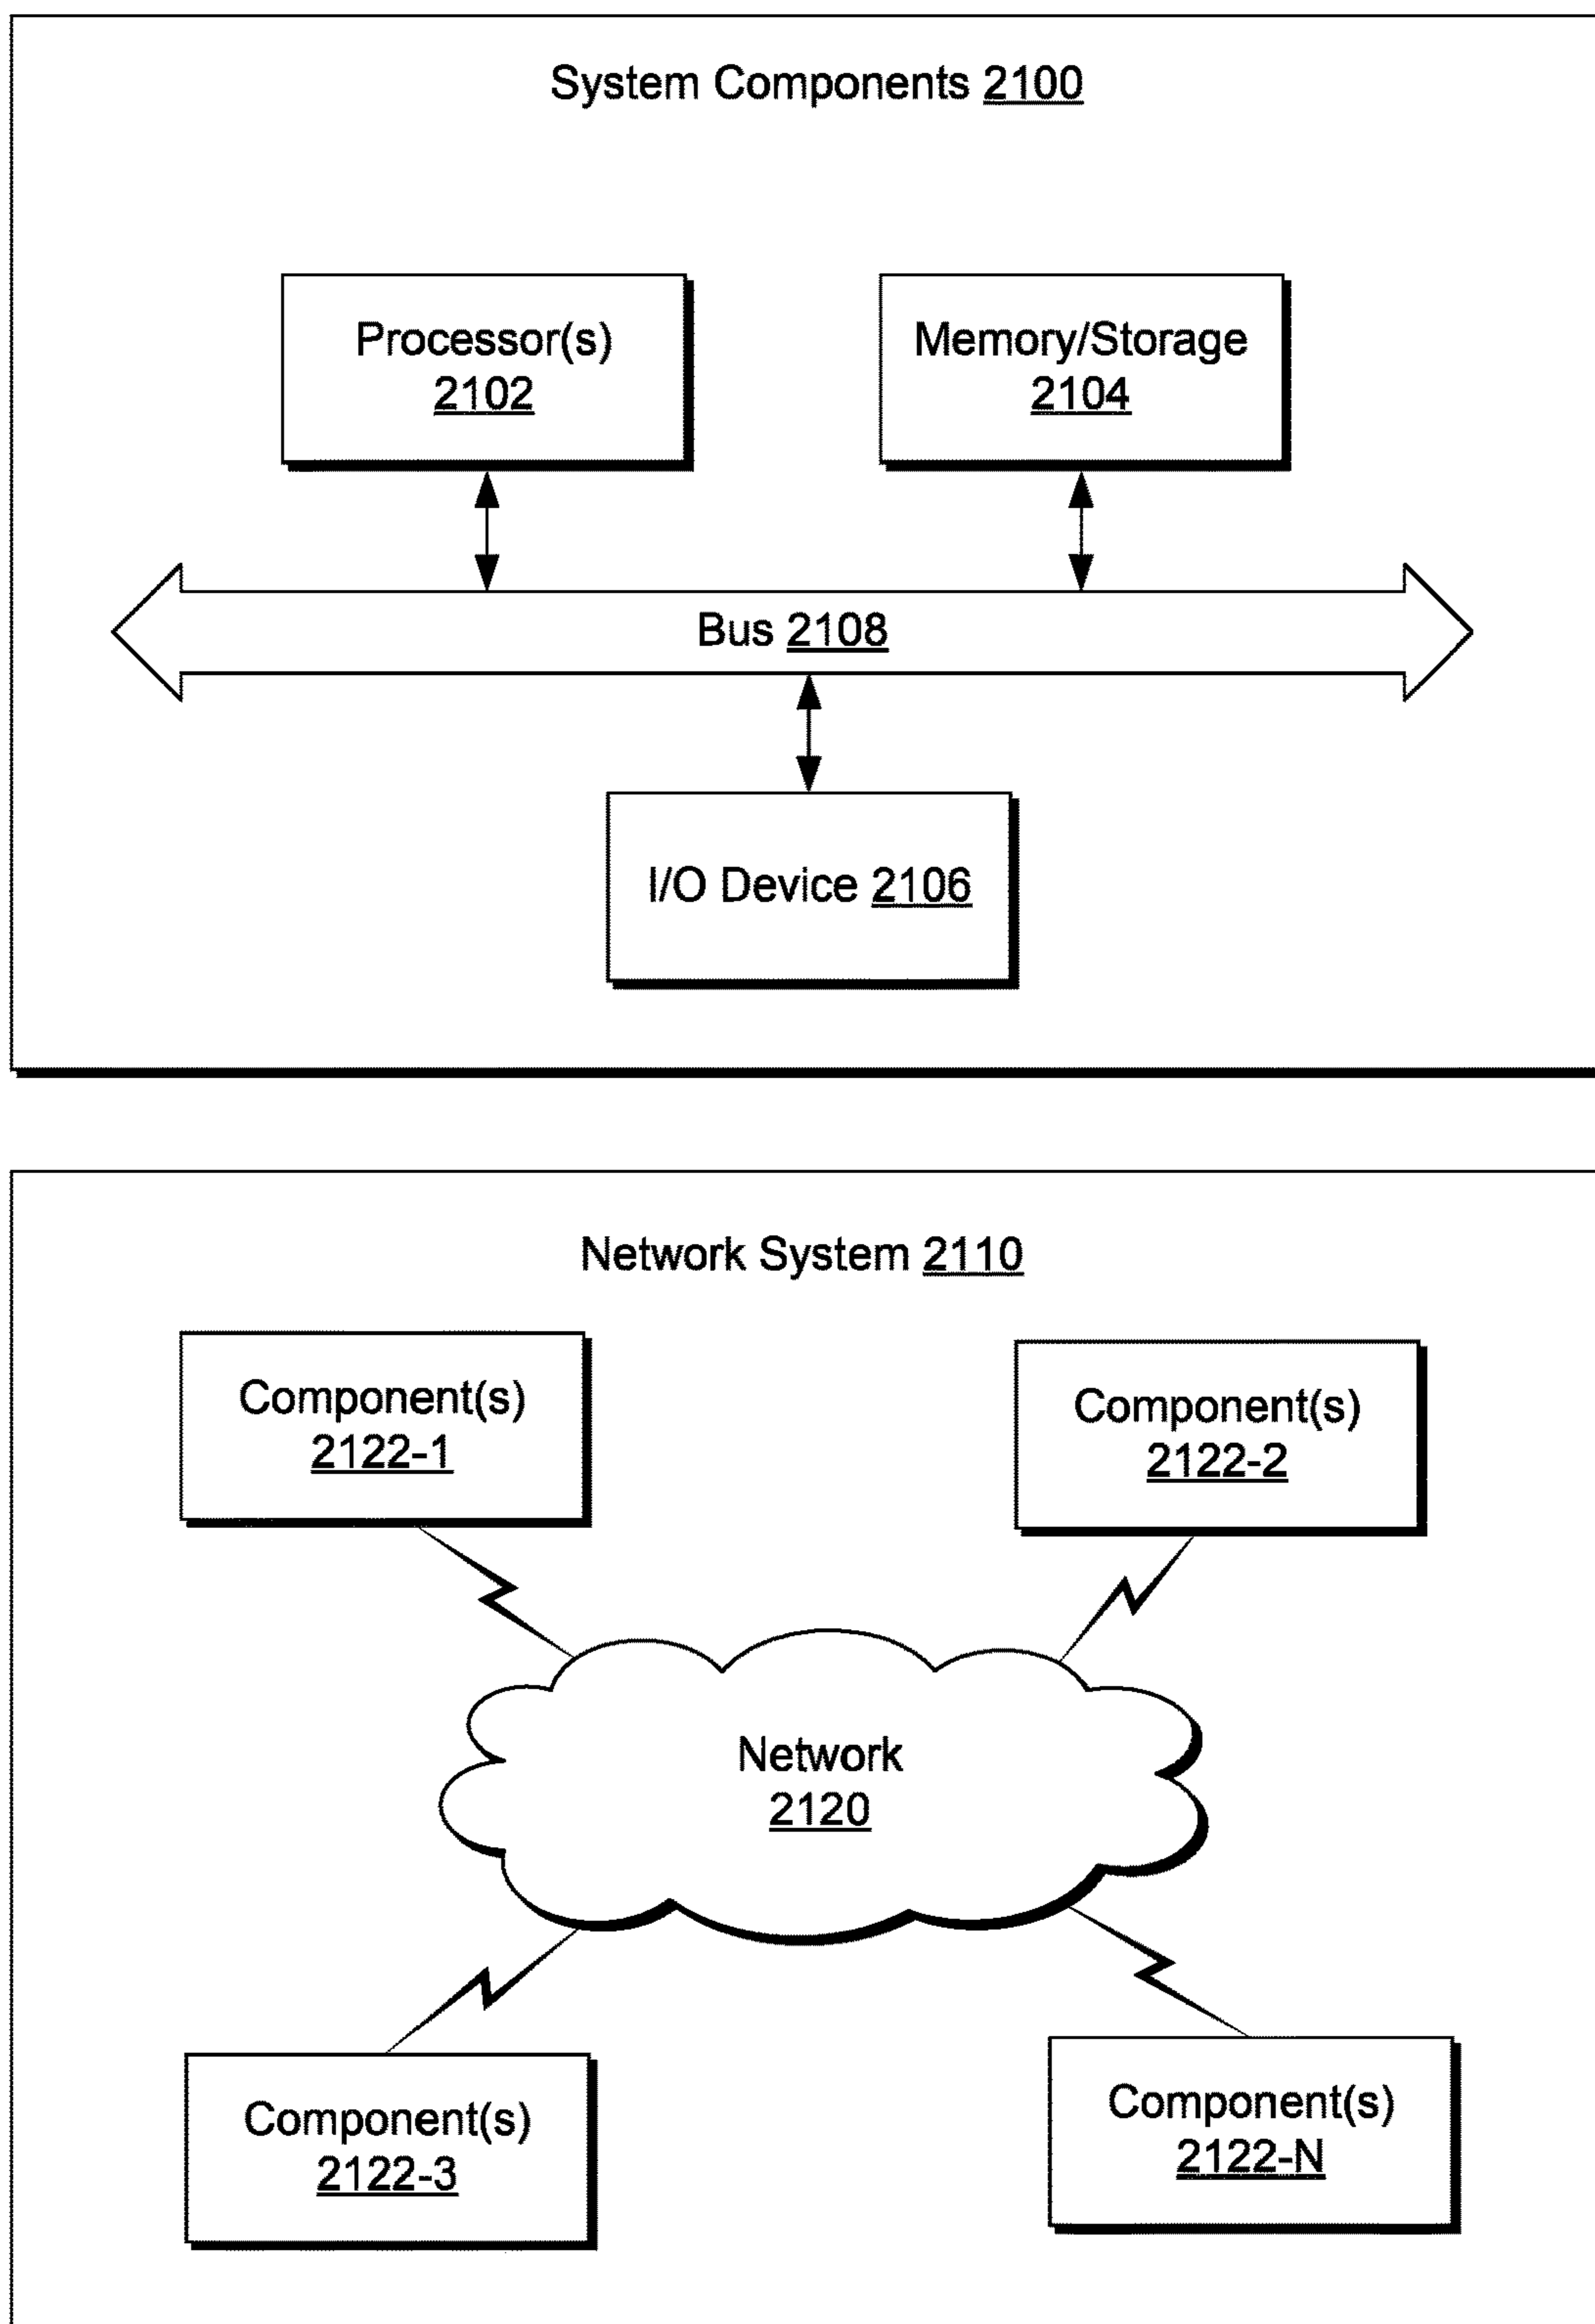 System Components 2100
Processor(s)
2102
Memory/Storage
2104
Bus 2108
I/O Device 2106
Network System 2110
Component(s)
2122-1
Component(s)
2122-2
Network
2120
Component(s)
2122-3
Component(s)
2122-N